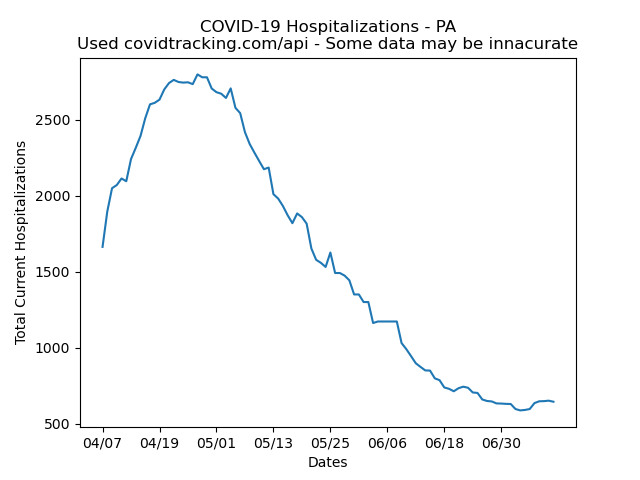 COVID-19 Hospitalizations - PA
Used covidtracking.com/api - Some data may be innacurate
Total Current Hospitalizations
2500
2000
1500
1000
500
04/07 04/19 05/01 05/13 05/25 06/06 06/18 06/30
Dates